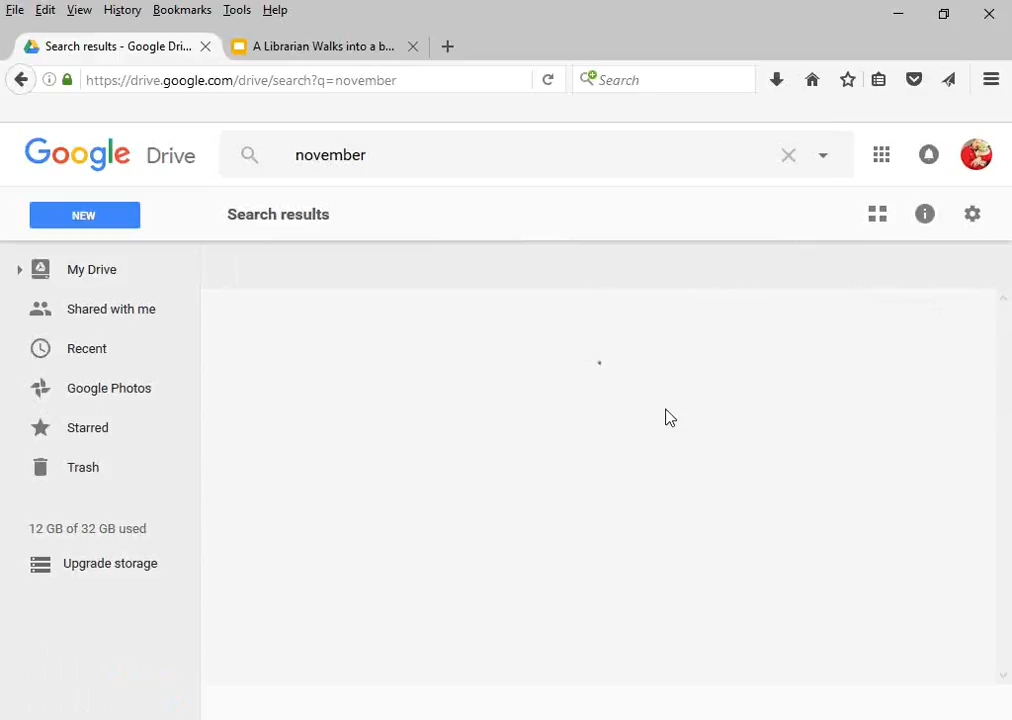 File Edit View History Bookmarks Tools Help
Search results - Google Dri...
A Librarian Walks into a b...
https://drive.google.com/drive/search?q=november
Search
Google Drive
november
NEW
Search results
My Drive
Shared with me
Recent
Google Photos
Starred
Trash
12 GB of 32 GB used
Upgrade storage